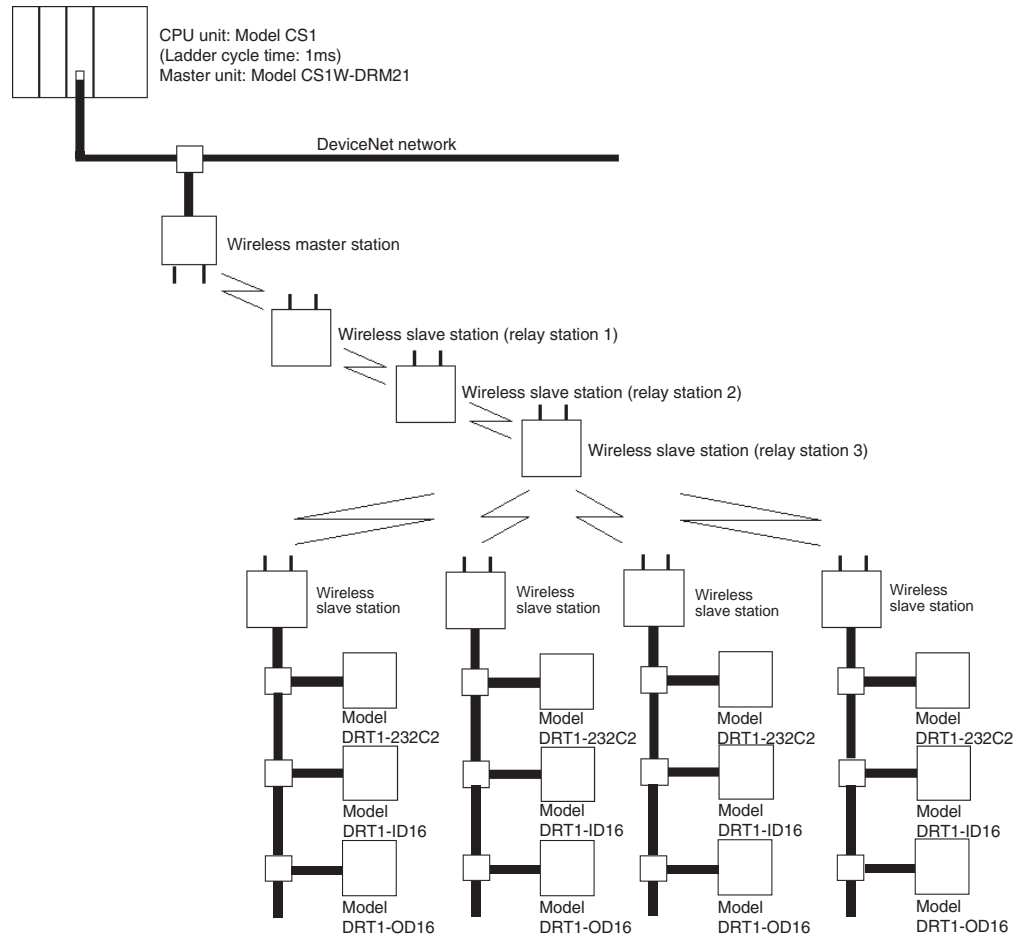 CPU unit: Model CS1
(Ladder cycle time: 1ms)
Master unit: Model CS1W-DRM21
DeviceNet network
Wireless master station
Wireless slave station (relay station 1)
Wireless slave station (relay station 2)
Wireless slave station (relay station 3)
Wireless
slave station
Wireless
slave station
Wireless
slave station
Wireless
slave station
Model
DRT1-232C2
Model
DRT1-232C2
Model
DRT1-232C2
Model
DRT1-232C2
Model
DRT1-ID16
Model
DRT1-ID16
Model
DRT1-ID16
Model
DRT1-ID16
Model
DRT1-OD16
Model
DRT1-OD16
Model
DRT1-OD16
Model
DRT1-OD16